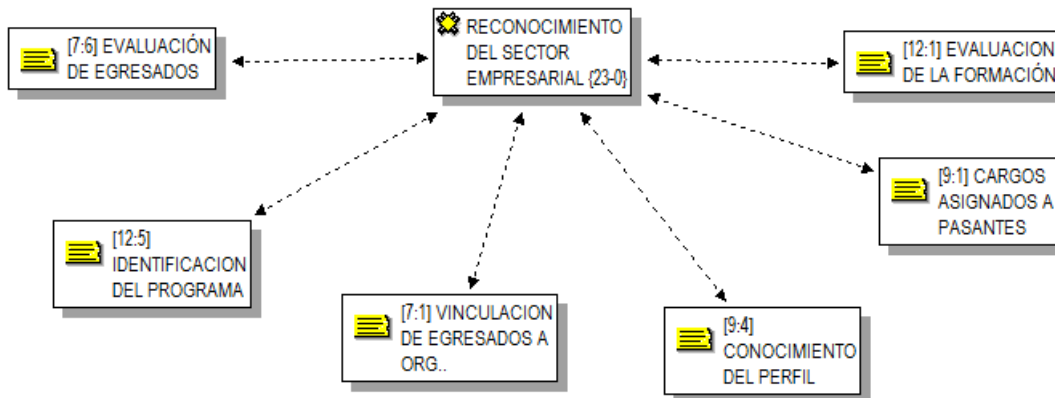 RECONOCIMIENTO
DEL SECTOR
EMPRESARIAL {23-0}
[7:6] EVALUACIÓN
DE EGRESADOS
[12:1] EVALUACION
DE LA FORMACIÓN
[9:1] CARGOS
ASIGNADOS A
PASANTES
[12:5]
IDENTIFICACION
DEL PROGRAMA
[7:1] VINCULACION
DE EGRESADOS A
ORG..
[9:4]
CONOCIMIENTO
DEL PERFIL